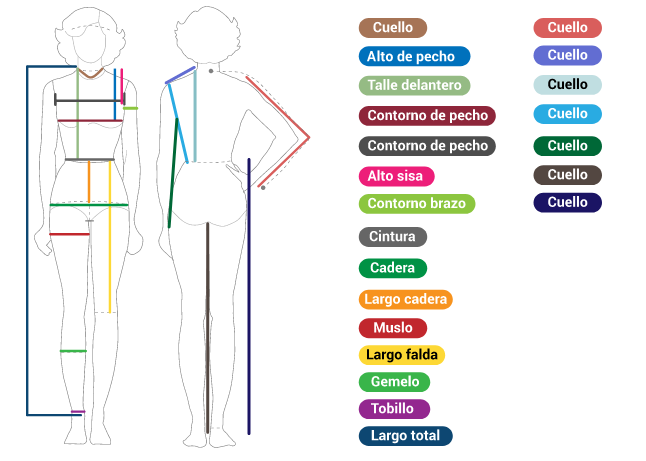 Cuello
Alto de pecho
Talle delantero
Contorno de pecho
Contorno de pecho
Alto sisa
Contorno brazo
Cintura
Cadera
Largo cadera
Muslo
Largo falda
Gemelo
Tobillo
Largo total
Cuello
Cuello
Cuello
Cuello
Cuello
Cuello
Cuello